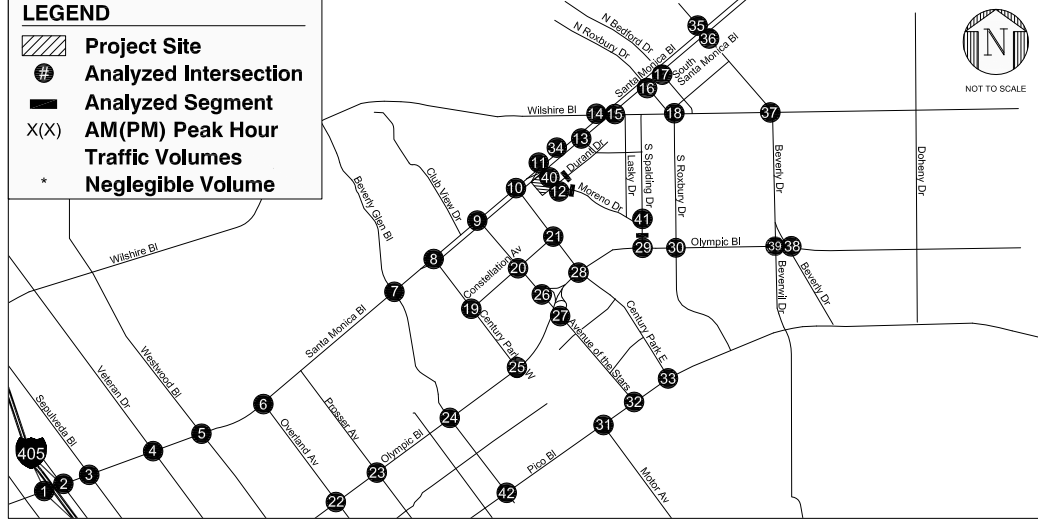 LEGEND
Project Site
# Analyzed Intersection
Analyzed Segment
X(X) AM(PM) Peak Hour
Traffic Volumes
* Neglegible Volume
N
NOT TO SCALE
N Bedford Dr
N Roxbury Dr
Santa Monica Bl
South
Santa Monica Bl
35
36
17
16
Wilshire Bl
14
15
18
37
13
34
11
40
12
10
Durant Dr
Moreno Dr
Lasky Dr
S Spalding Dr
S Roxbury Dr
Beverly Dr
Doheny Dr
Club View Dr
Beverly Glen Bl
Wilshire Bl
9
41
21
29
30
Olympic Bl
39
38
8
20
28
Constellation Av
7
26
19
27
Beverwil Dr
Beverly Dr
Santa Monica Bl
Century Park W
Avenue of the Stars
Century Park E
25
33
Westwood Bl
Veteran Dr
Sepulveda Bl
6
32
24
31
Prosser Av
Overland Av
Olympic Bl
5
4
405
3
2
1
23
22
42
Pico Bl
Motor Av